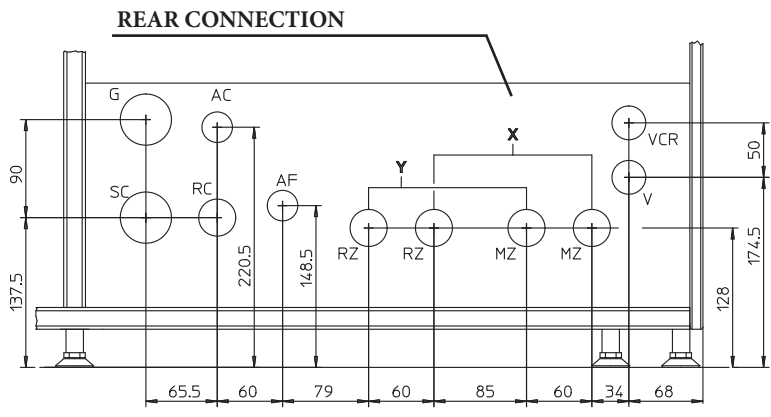 REAR CONNECTION
G
AC
X
VCR
50
Y
V
90
SC
RC
AF
RZ
RZ
MZ
MZ
137.5
220.5
148.5
128
174.5
65.5
60
79
60
85
60
34
68